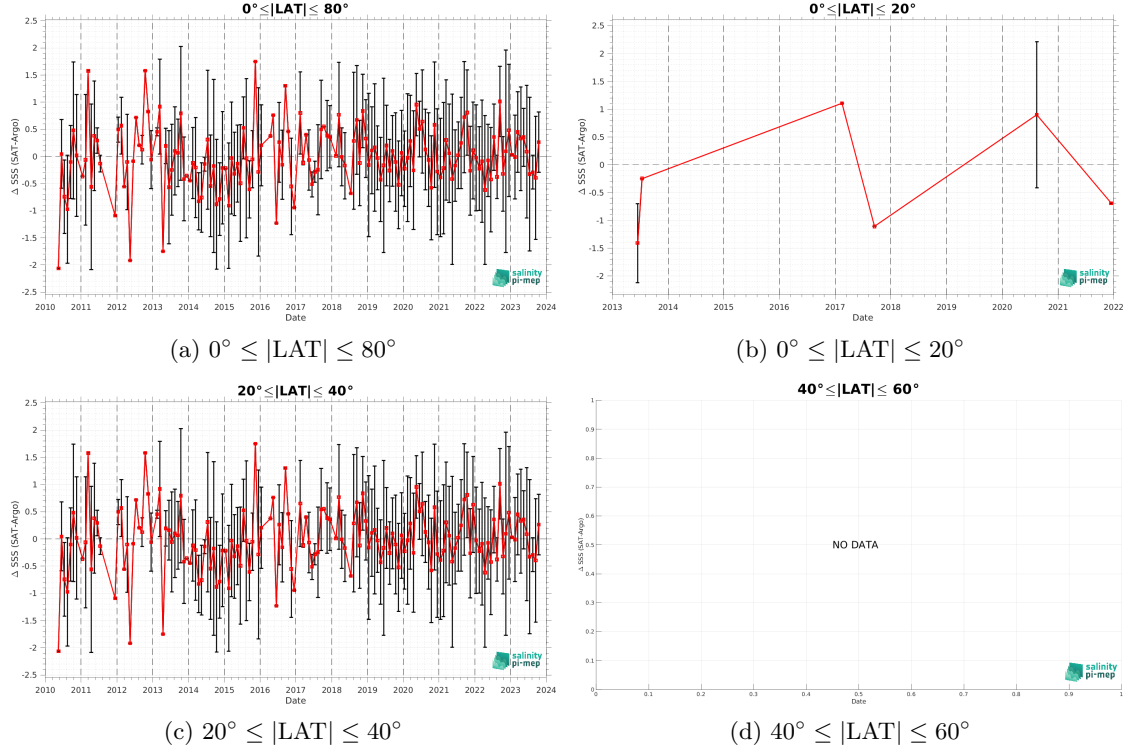 0°≤|LAT|≤ 80°
2.5
2
1.5
1
0.5
0
-0.5
-1
-1.5
-2
-2.5
Δ SSS (SAT-Argo)
2010 2011 2012 2013 2014 2015 2016 2017 2018 2019 2020 2021 2022 2023 2024
Date
salinity
pi-mep
(a) 0° ≤ |LAT| ≤ 80°
0°≤|LAT|≤ 20°
2.5
2
1.5
1
0.5
0
-0.5
-1
-1.5
-2
Δ SSS (SAT-Argo)
2013 2014 2015 2016 2017 2018 2019 2020 2021 2022
Date
salinity
pi-mep
(b) 0° ≤ |LAT| ≤ 20°
20°≤|LAT|≤ 40°
2.5
2
1.5
1
0.5
0
-0.5
-1
-1.5
-2
-2.5
Δ SSS (SAT-Argo)
2010 2011 2012 2013 2014 2015 2016 2017 2018 2019 2020 2021 2022 2023 2024
Date
salinity
pi-mep
(c) 20° ≤ |LAT| ≤ 40°
40°≤|LAT|≤ 60°
1
0.9
0.8
0.7
0.6
0.5
0.4
0.3
0.2
0.1
0
Δ SSS (SAT-Argo)
NO DATA
0 0.1 0.2 0.3 0.4 0.5 0.6 0.7 0.8 0.9 1
Date
salinity
pi-mep
(d) 40° ≤ |LAT| ≤ 60°